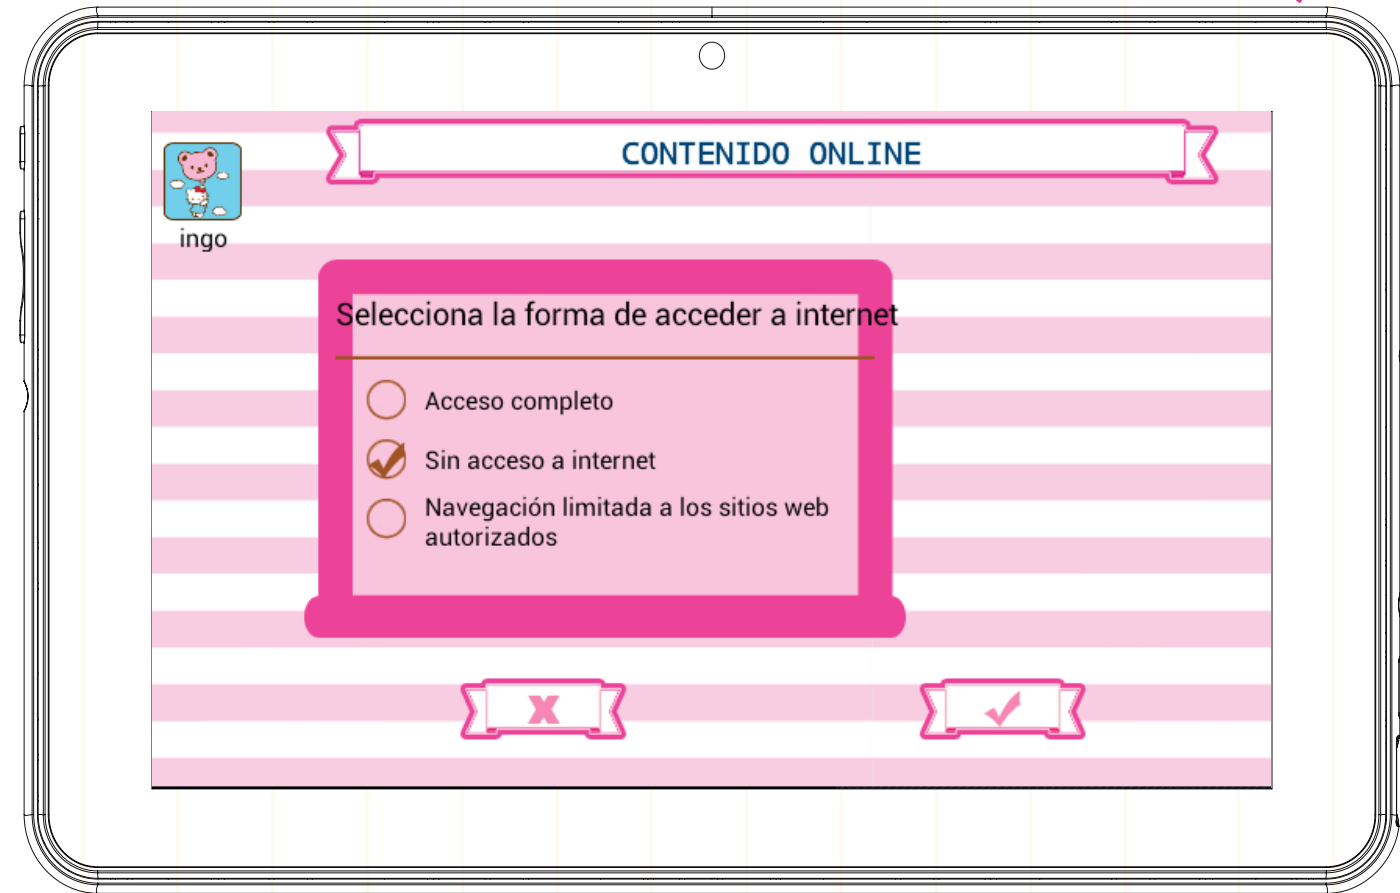 CONTENIDO ONLINE
ingo
Selecciona la forma de acceder a internet
Acceso completo
Sin acceso a internet
Navegación limitada a los sitios web
autorizados